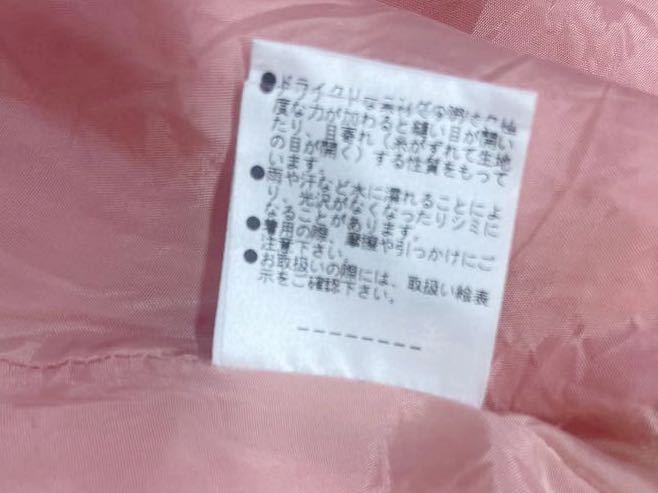 ●ドライクリーニングの際は
度な力が加わると縫い目が開い
たり、目寄れ(糸がずれて生地
の目が開く)する性質をもって
います。
●雨や汗など水に濡れることによ
り、光沢がなくなったりシミに
なることがあります。
●着用の際、摩擦や引っかけにご
注意下さい。
●お取扱いの際には、取扱い絵表
示をご確認下さい。
--------